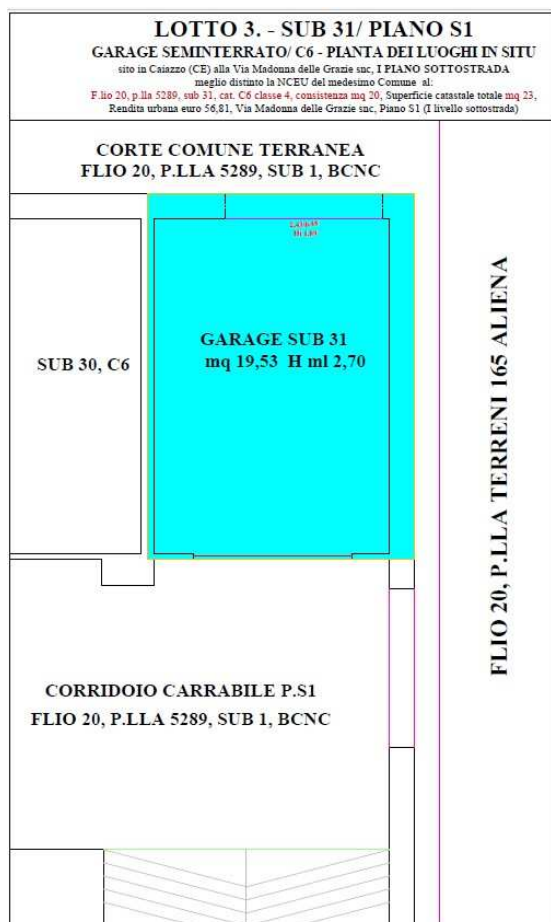 LOTTO 3. - SUB 31/ PIANO S1
GARAGE SEMINTERRATO/ C6 - PIANTA DEI LUOGHI IN SITU
sito in Caiazzo (CE) alla Via Madonna delle Grazie snc, I PIANO SOTTOSTRADA
meglio distinto la NCEU del medesimo Comune al:
F.lio 20, p.lla 5289, sub 31, cat. C6 classe 4, consistenza mq 20, Superficie catastale totale mq 23,
Rendita urbana euro 56,81, Via Madonna delle Grazie snc, Piano S1 (I livello sottostrada)
CORTE COMUNE TERRANEA
FLIO 20, P.LLA 5289, SUB 1, BCNC
GARAGE SUB 31
mq 19,53 H ml 2,70
SUB 30, C6
FLIO 20, P.LLA TERRENI 165 ALIENA
CORRIDOIO CARRABILE P.S1
FLIO 20, P.LLA 5289, SUB 1, BCNC